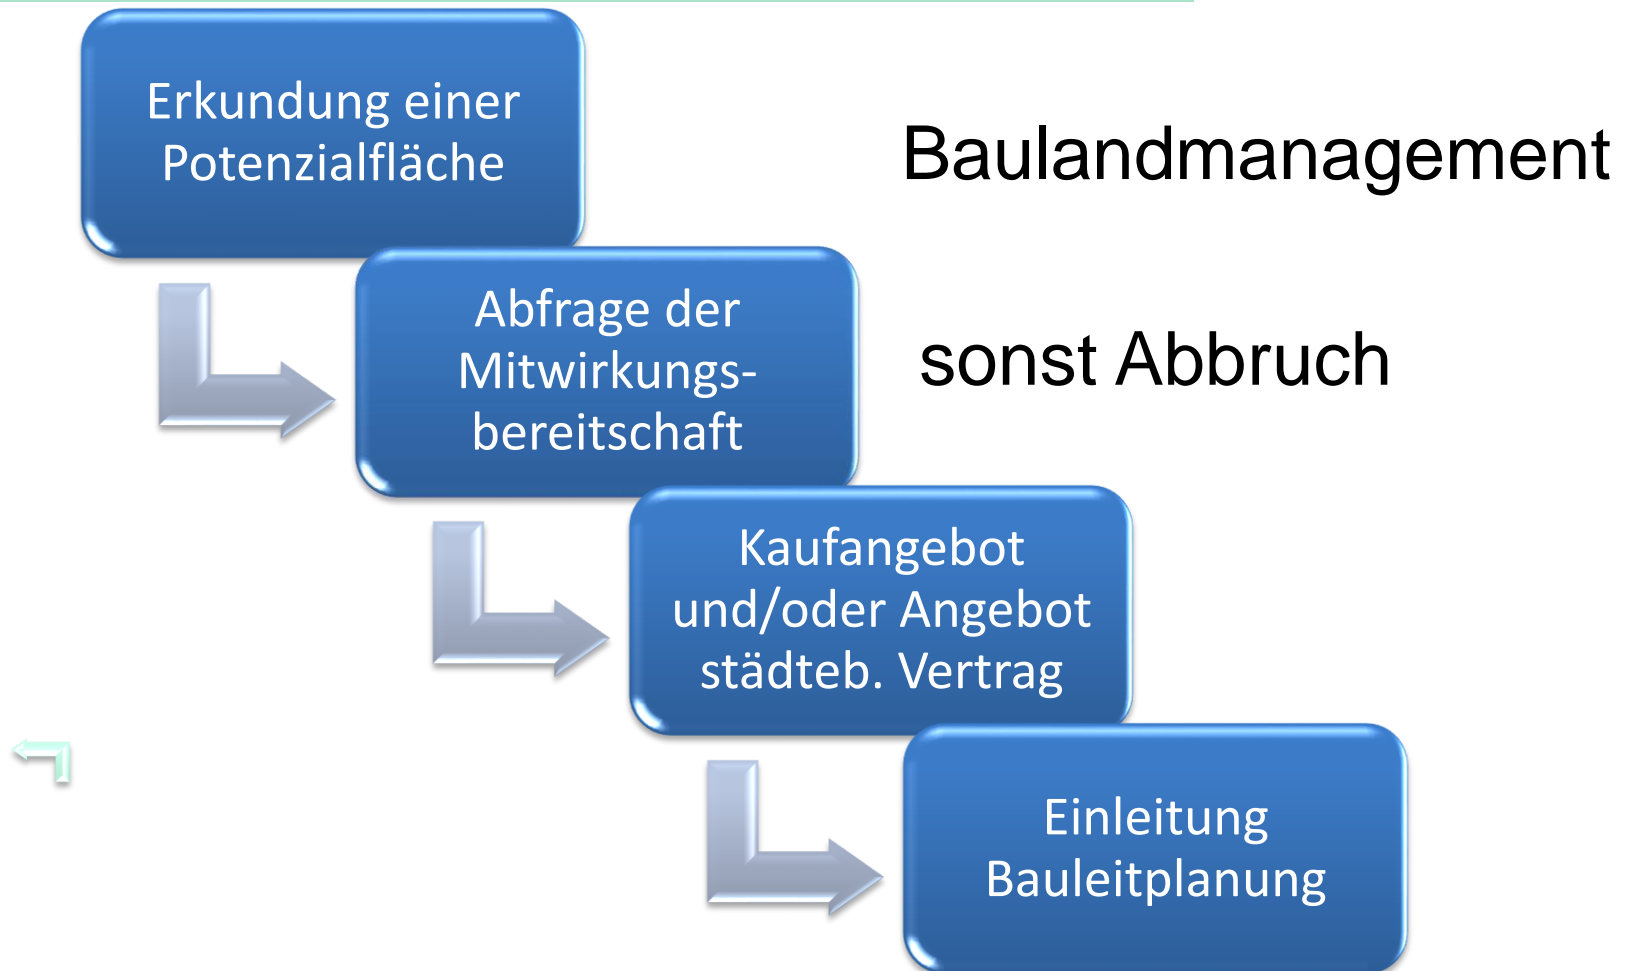 Erkundung einer
Potenzialfläche
Baulandmanagement
Abfrage der
Mitwirkungs-
bereitschaft
sonst Abbruch
Kaufangebot
und/oder Angebot
städteb. Vertrag
Einleitung
Bauleitplanung